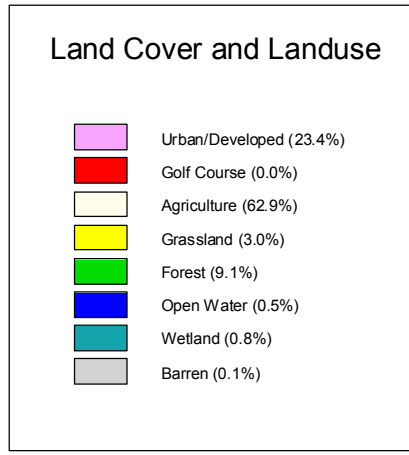 Land Cover and Landuse
Urban/Developed (23.4%)
Golf Course (0.0%)
Agriculture (62.9%)
Grassland (3.0%)
Forest (9.1%)
Open Water (0.5%)
Wetland (0.8%)
Barren (0.1%)